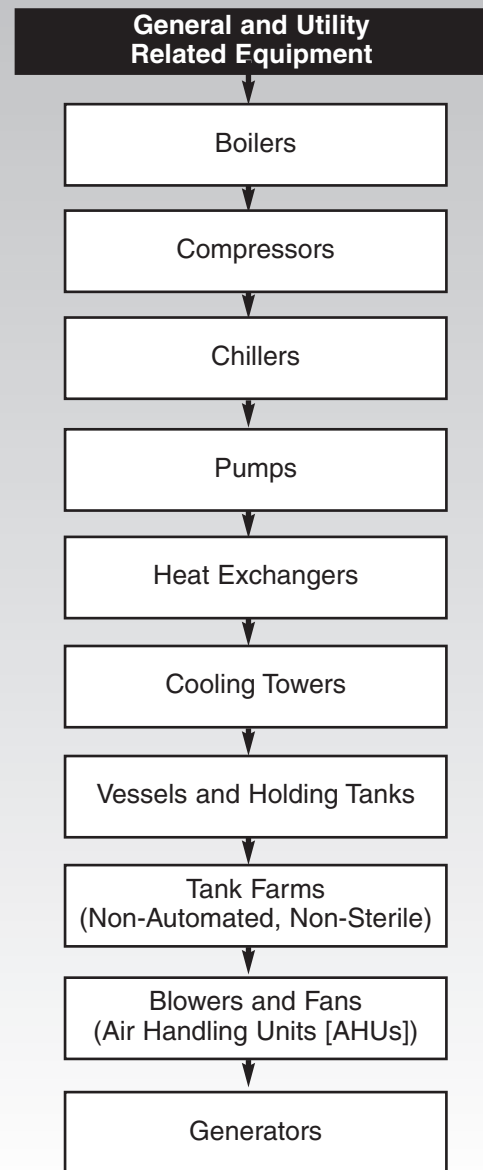 General and Utility
Related Equipment
Boilers
Compressors
Chillers
Pumps
Heat Exchangers
Cooling Towers
Vessels and Holding Tanks
Tank Farms
(Non-Automated, Non-Sterile)
Blowers and Fans
(Air Handling Units [AHUs])
Generators